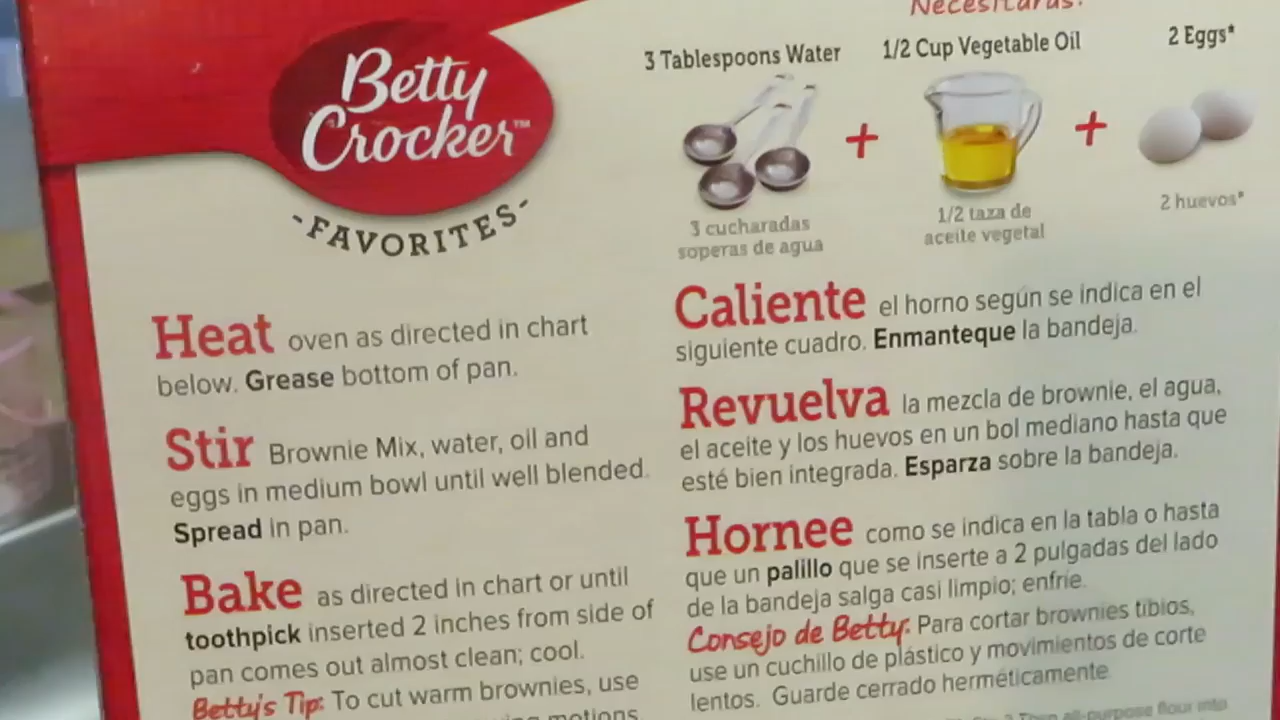 Betty
Crocker™
-FAVORITES-
Necesitarás:
3 Tablespoons Water
1/2 Cup Vegetable Oil
2 Eggs*
+
+
3 cucharadas
soperas de agua
1/2 taza de
aceite vegetal
2 huevos*
Heat oven as directed in chart
below. Grease bottom of pan.
Stir Brownie Mix, water, oil and
eggs in medium bowl until well blended.
Spread in pan.
Bake as directed in chart or until
toothpick inserted 2 inches from side of
pan comes out almost clean; cool.
Betty's Tip: To cut warm brownies, use
motions
Caliente el horno según se indica en el
siguiente cuadro. Enmanteque la bandeja.
Revuelva la mezcla de brownie, el agua,
el aceite y los huevos en un bol mediano hasta que
esté bien integrada. Esparza sobre la bandeja.
Hornee como se indica en la tabla o hasta
que un palillo que se inserte a 2 pulgadas del lado
de la bandeja salga casi limpio; enfríe.
Consejo de Betty: Para cortar brownies tibios,
use un cuchillo de plástico y movimientos de corte
lentos. Guarde cerrado herméticamente.
all-purpose flour into